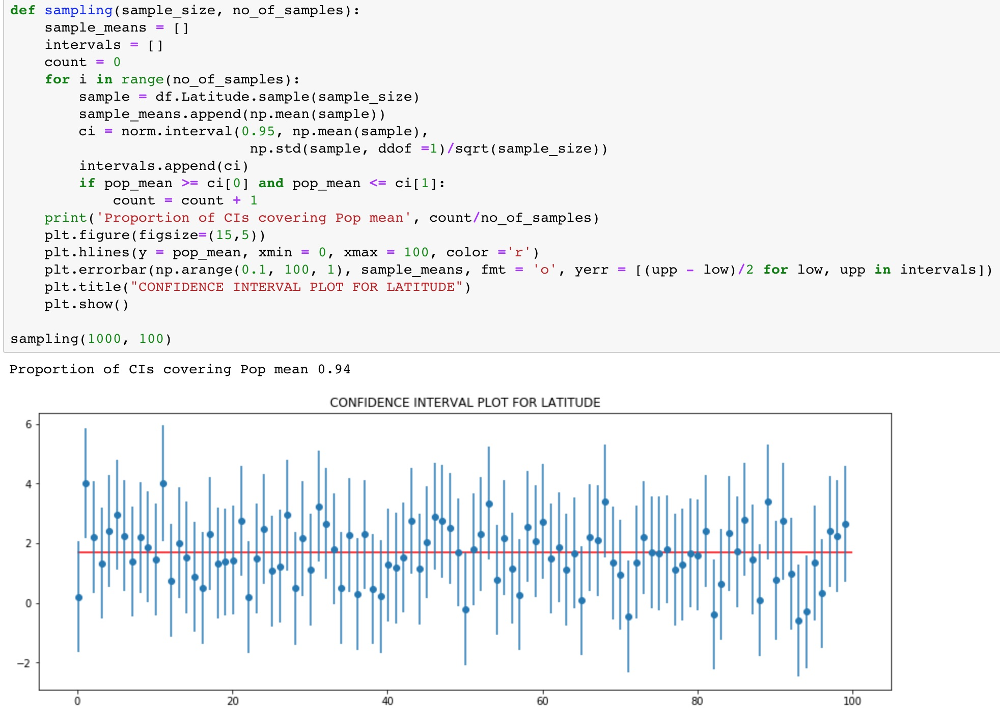 def sampling(sample_size, no_of_samples):
    sample_means = []
    intervals = []
    count = 0
    for i in range(no_of_samples):
        sample = df.Latitude.sample(sample_size)
        sample_means.append(np.mean(sample))
        ci = norm.interval(0.95, np.mean(sample),
                            np.std(sample, ddof =1)/sqrt(sample_size))
        intervals.append(ci)
        if pop_mean >= ci[0] and pop_mean <= ci[1]:
            count = count + 1
    print('Proportion of CIs covering Pop mean', count/no_of_samples)
    plt.figure(figsize=(15,5))
    plt.hlines(y = pop_mean, xmin = 0, xmax = 100, color ='r')
    plt.errorbar(np.arange(0.1, 100, 1), sample_means, fmt = 'o', yerr = [(upp - low)/2 for low, upp in intervals])
    plt.title("CONFIDENCE INTERVAL PLOT FOR LATITUDE")
    plt.show()
sampling(1000, 100)
Proportion of CIs covering Pop mean 0.94
CONFIDENCE INTERVAL PLOT FOR LATITUDE
6
4
2
0
−2
0 20 40 60 80 100